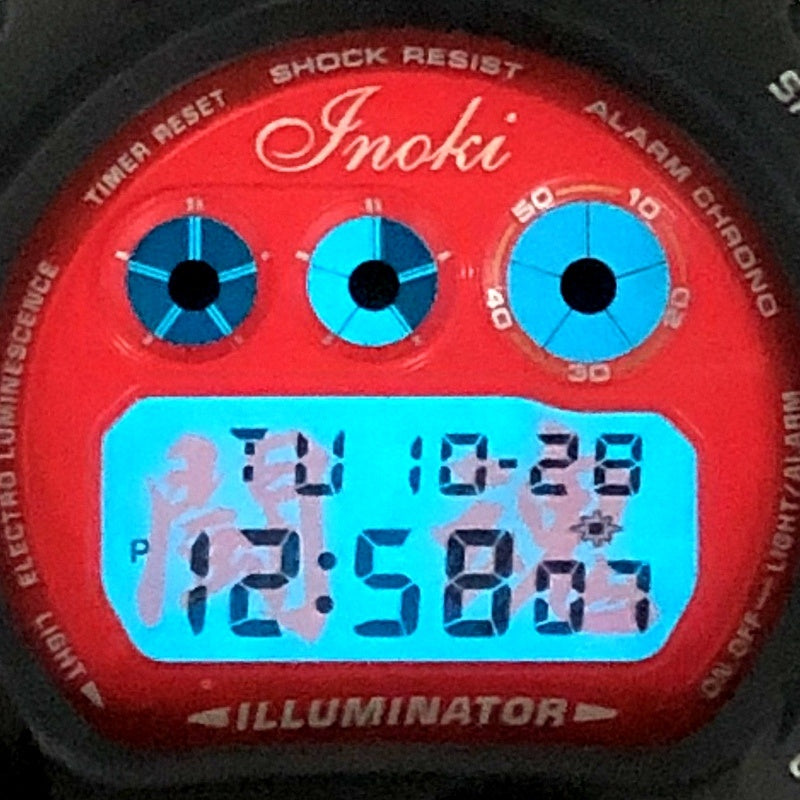 SHOCK RESIST
TIMER RESET
Inoki
ALARM CHRONO
50 10
40 20
30
ELECTRO LUMINESCENCE
TU 10-28
P 12:58 07
闘魂
LIGHT
ON.OFF—LIGHT/ALARM
ILLUMINATOR